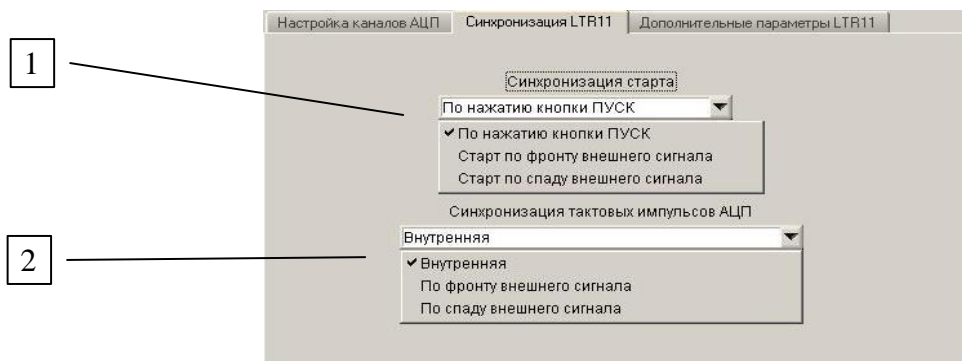 Настройка каналов АЦП Синхронизация LTR11 Дополнительные параметры LTR11
1
Синхронизация старта
По нажатию кнопки ПУСК
✔ По нажатию кнопки ПУСК
Старт по фронту внешнего сигнала
Старт по спаду внешнего сигнала
Синхронизация тактовых импульсов АЦП
2
Внутренняя
✔ Внутренняя
По фронту внешнего сигнала
По спаду внешнего сигнала